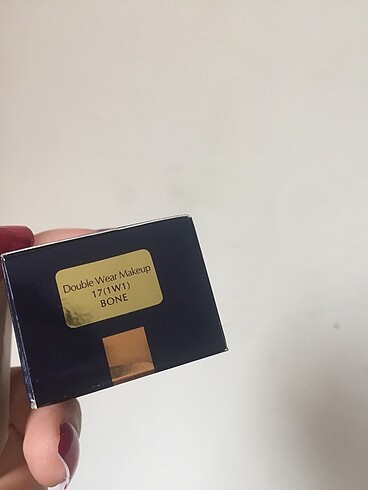 Double Wear Makeup
17(1W1)
BONE